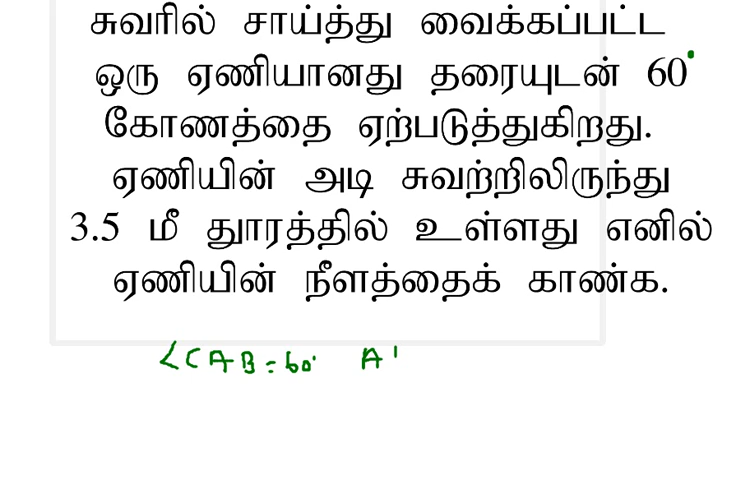 சுவரில் சாய்த்து வைக்கப்பட்ட
ஒரு ஏணியானது தரையுடன் 60°
கோணத்தை ஏற்படுத்துகிறது.
ஏணியின் அடி சுவற்றிலிருந்து
3.5 மீ தூரத்தில் உள்ளது எனில்
ஏணியின் நீளத்தைக் காண்க.
∠CAB=60° A'